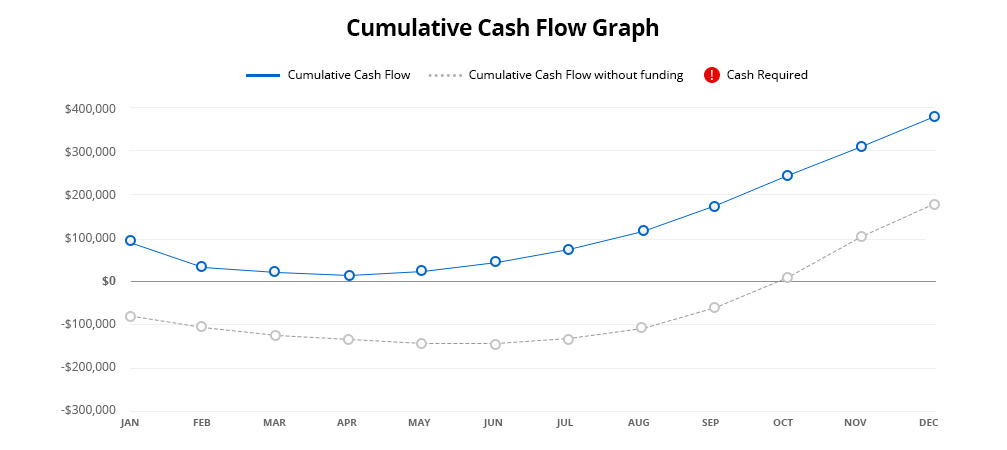 Cumulative Cash Flow Graph
Cumulative Cash Flow Cumulative Cash Flow without funding ! Cash Required
$400,000
$300,000
$200,000
$100,000
$0
-$100,000
-$200,000
-$300,000
JAN FEB MAR APR MAY JUN JUL AUG SEP OCT NOV DEC